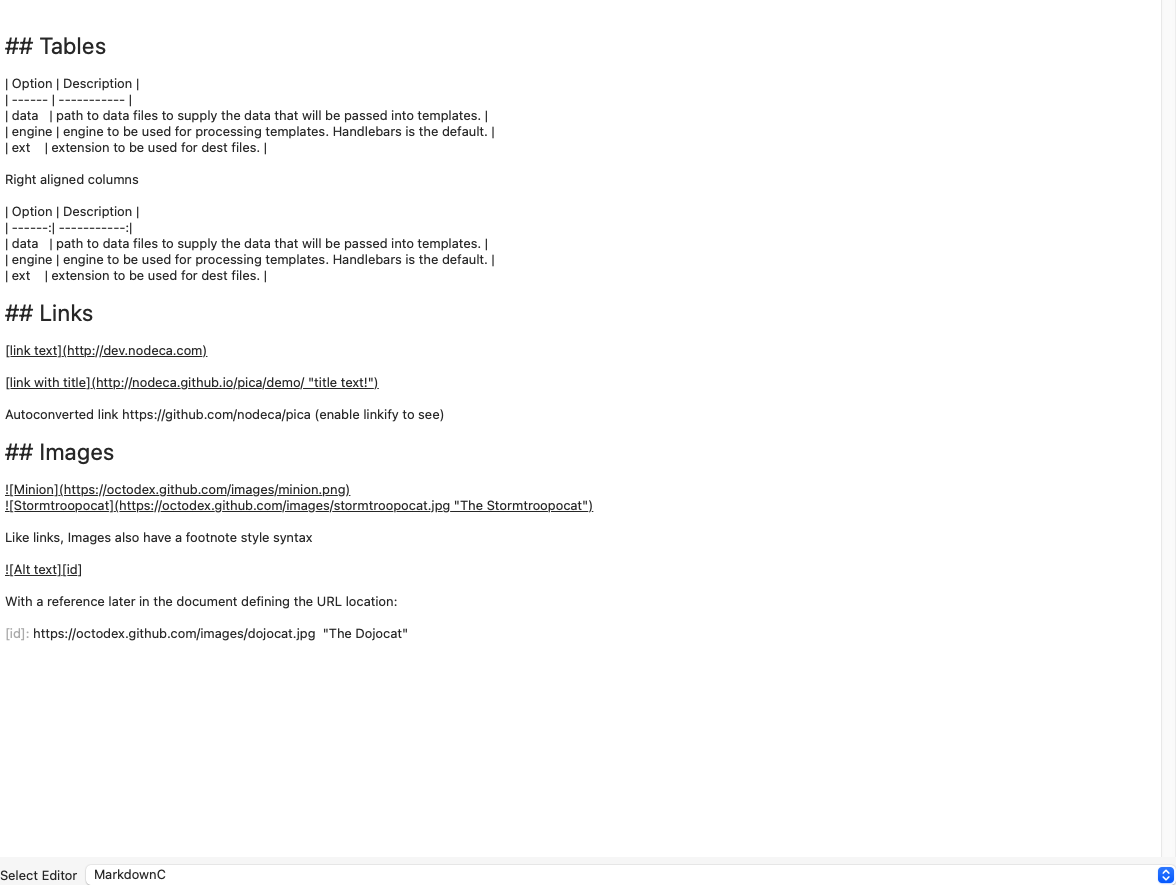 ## Tables
| Option | Description |
| ------ | ----------- |
| data   | path to data files to supply the data that will be passed into templates. |
| engine | engine to be used for processing templates. Handlebars is the default. |
| ext    | extension to be used for dest files. |
Right aligned columns
| Option | Description |
| ------:| -----------:|
| data   | path to data files to supply the data that will be passed into templates. |
| engine | engine to be used for processing templates. Handlebars is the default. |
| ext    | extension to be used for dest files. |
## Links
[link text](http://dev.nodeca.com)
[link with title](http://nodeca.github.io/pica/demo/ "title text!")
Autoconverted link https://github.com/nodeca/pica (enable linkify to see)
## Images
![Minion](https://octodex.github.com/images/minion.png)
![Stormtroopocat](https://octodex.github.com/images/stormtroopocat.jpg "The Stormtroopocat")
Like links, Images also have a footnote style syntax
![Alt text][id]
With a reference later in the document defining the URL location:
[id]: https://octodex.github.com/images/dojocat.jpg  "The Dojocat"
Select Editor MarkdownC